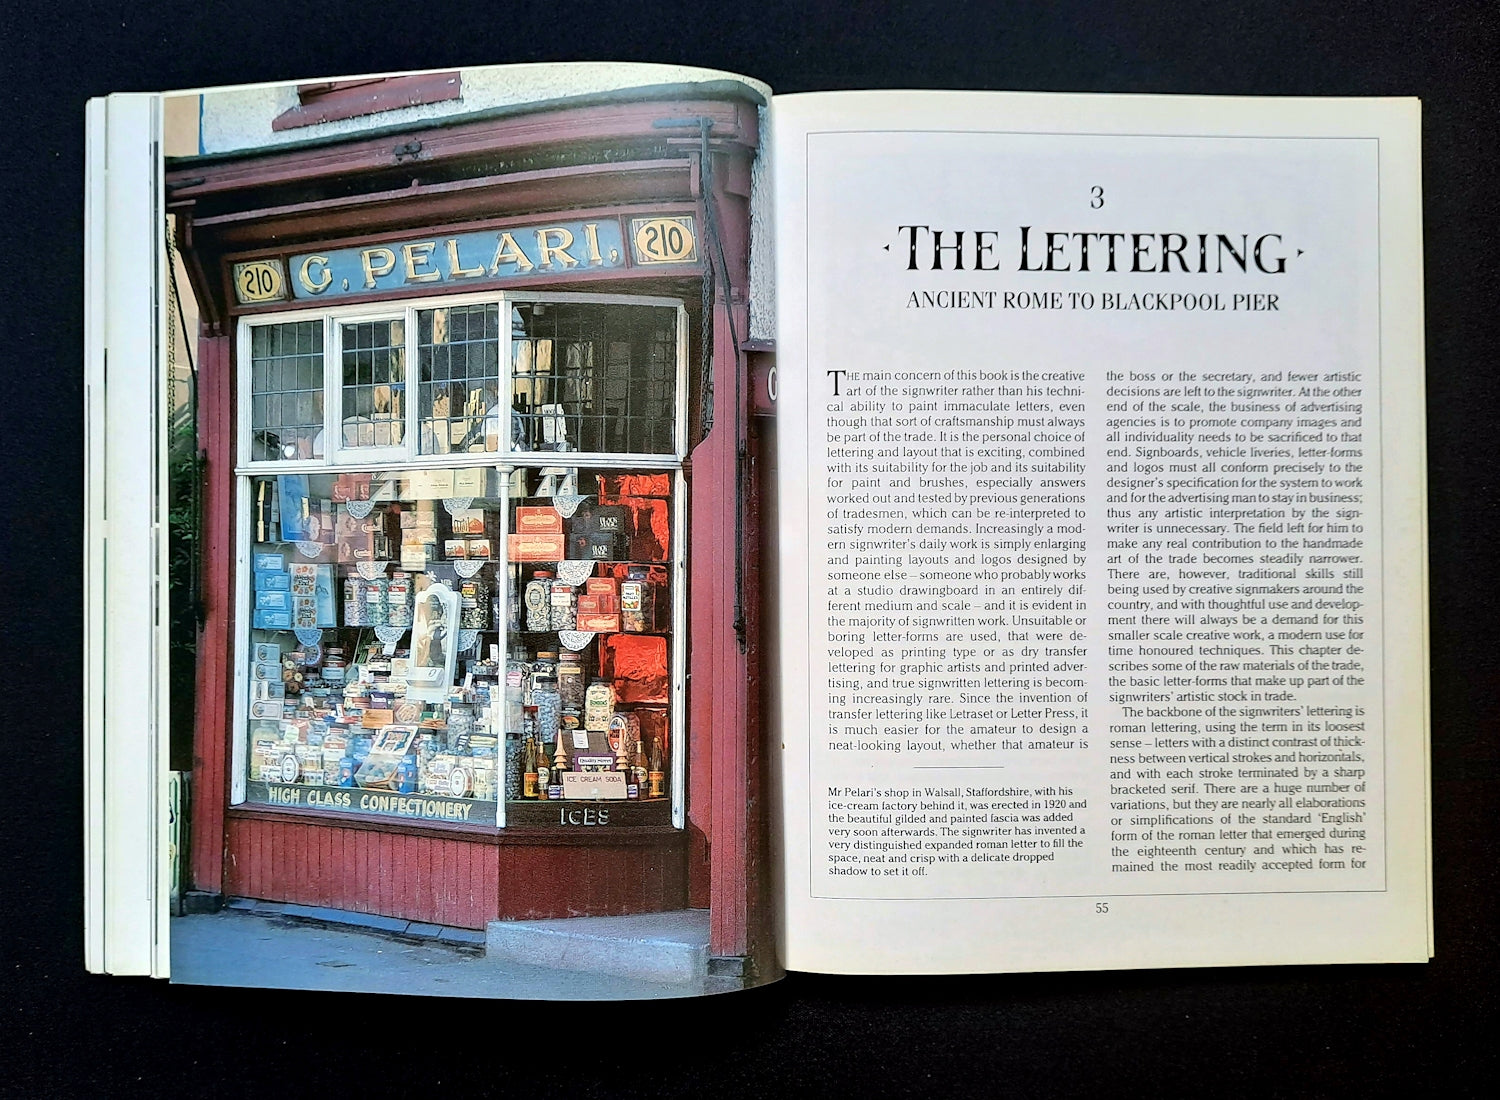 210
G. PELARI,
210
Quality Street
ICE CREAM SODA
HIGH CLASS CONFECTIONERY
ICES
3
THE LETTERING
ANCIENT ROME TO BLACKPOOL PIER
THE main concern of this book is the creative
art of the signwriter rather than his techni-
cal ability to paint immaculate letters, even
though that sort of craftsmanship must always
be part of the trade. It is the personal choice of
lettering and layout that is exciting, combined
with its suitability for the job and its suitability
for paint and brushes, especially answers
worked out and tested by previous generations
of tradesmen, which can be re-interpreted to
satisfy modern demands. Increasingly a mod-
ern signwriter's daily work is simply enlarging
and painting layouts and logos designed by
someone else – someone who probably works
at a studio drawingboard in an entirely dif-
ferent medium and scale – and it is evident in
the majority of signwritten work. Unsuitable or
boring letter-forms are used, that were de-
veloped as printing type or as dry transfer
lettering for graphic artists and printed adver-
tising, and true signwritten lettering is becom-
ing increasingly rare. Since the invention of
transfer lettering like Letraset or Letter Press, it
is much easier for the amateur to design a
neat-looking layout, whether that amateur is
Mr Pelari's shop in Walsall, Staffordshire, with his
ice-cream factory behind it, was erected in 1920 and
the beautiful gilded and painted fascia was added
very soon afterwards. The signwriter has invented a
very distinguished expanded roman letter to fill the
space, neat and crisp with a delicate dropped
shadow to set it off.
the boss or the secretary, and fewer artistic
decisions are left to the signwriter. At the other
end of the scale, the business of advertising
agencies is to promote company images and
all individuality needs to be sacrificed to that
end. Signboards, vehicle liveries, letter-forms
and logos must all conform precisely to the
designer's specification for the system to work
and for the advertising man to stay in business;
thus any artistic interpretation by the sign-
writer is unnecessary. The field left for him to
make any real contribution to the handmade
art of the trade becomes steadily narrower.
There are, however, traditional skills still
being used by creative signmakers around the
country, and with thoughtful use and develop-
ment there will always be a demand for this
smaller scale creative work, a modern use for
time honoured techniques. This chapter de-
scribes some of the raw materials of the trade,
the basic letter-forms that make up part of the
signwriters' artistic stock in trade.
The backbone of the signwriters' lettering is
roman lettering, using the term in its loosest
sense – letters with a distinct contrast of thick-
ness between vertical strokes and horizontals,
and with each stroke terminated by a sharp
bracketed serif. There are a huge number of
variations, but they are nearly all elaborations
or simplifications of the standard 'English'
form of the roman letter that emerged during
the eighteenth century and which has re-
mained the most readily accepted form for
55